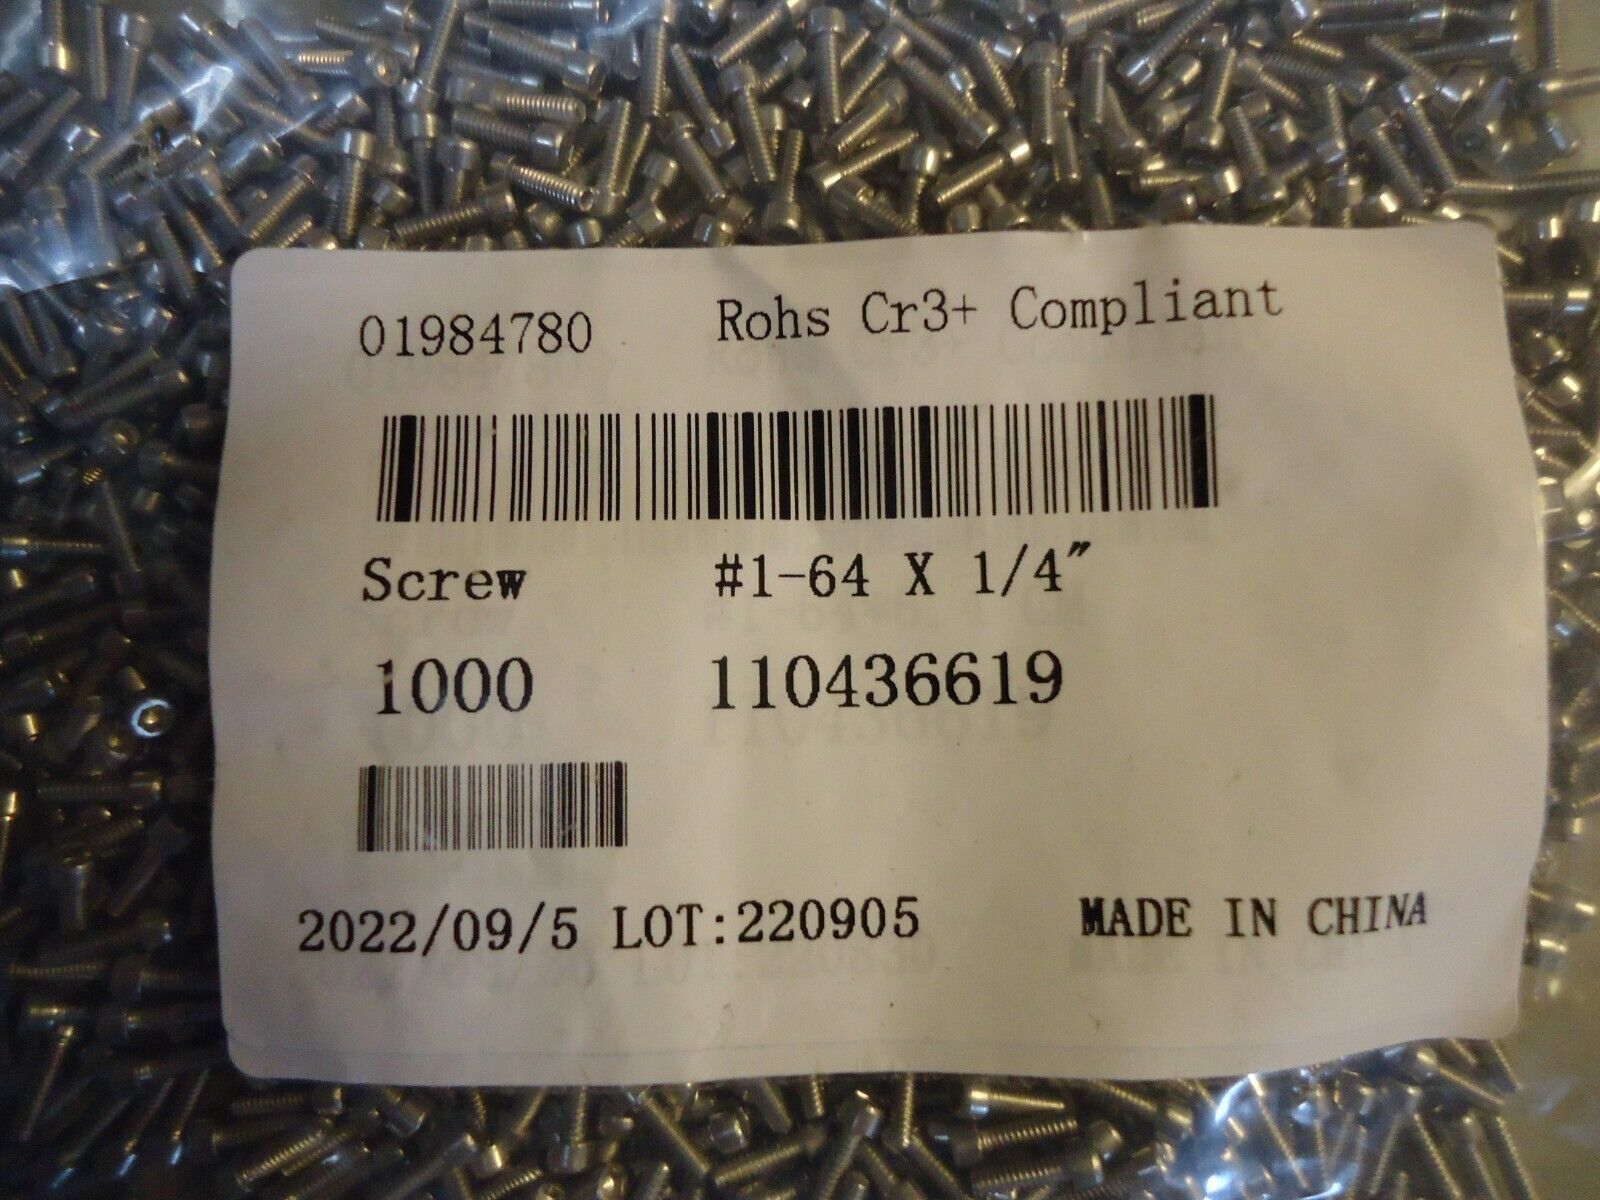 01984780 Rohs Cr3+ Compliant
Screw #1-64 X 1/4"
1000 110436619
2022/09/5 LOT:220905 MADE IN CHINA